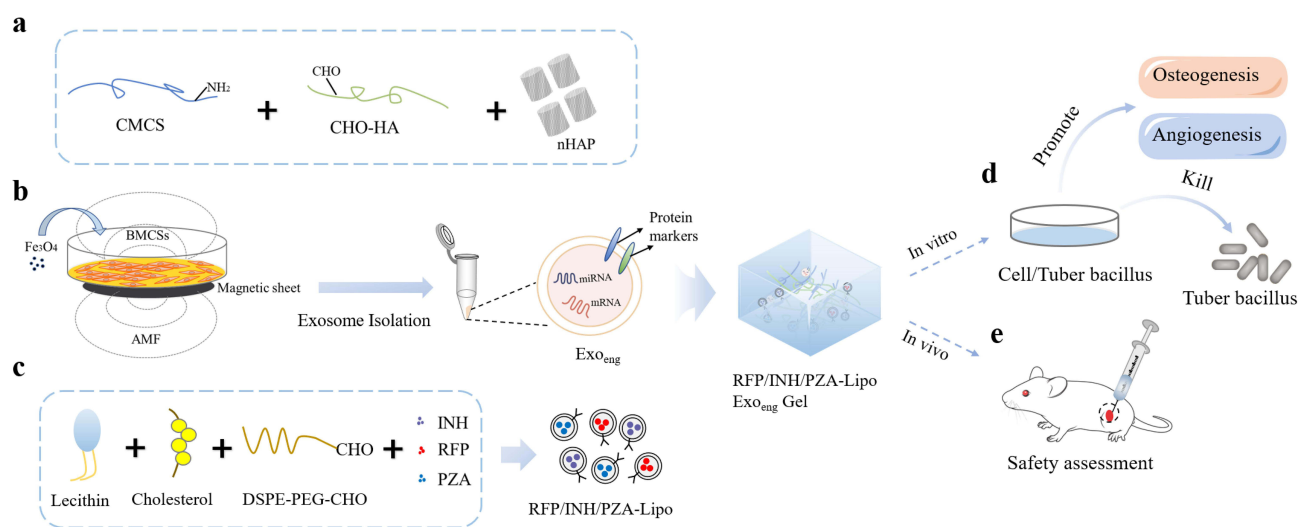 a
CHO
NH₂
CMCS
+
CHO-HA
+
nHAP
b
Fe₃O₄
BMCSs
Magnetic sheet
AMF
Exosome Isolation
Protein
markers
miRNA
mRNA
Exoeng
RFP/INH/PZA-Lipo
Exoeng Gel
In vitro
In vivo
d
Promote
Osteogenesis
Angiogenesis
Kill
Cell/Tuber bacillus
Tuber bacillus
e
Safety assessment
c
Lecithin
+
Cholesterol
+
CHO
DSPE-PEG-CHO
+
INH
RFP
PZA
RFP/INH/PZA-Lipo